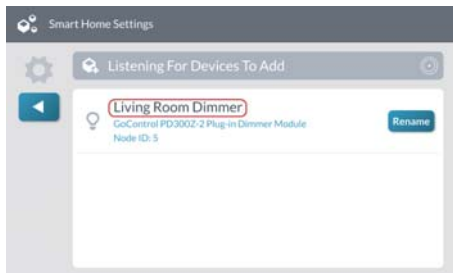 Smart Home Settings
Listening For Devices To Add
Living Room Dimmer
GoControl PD300Z-2 Plug-in Dimmer Module
Rename
Node ID: 5